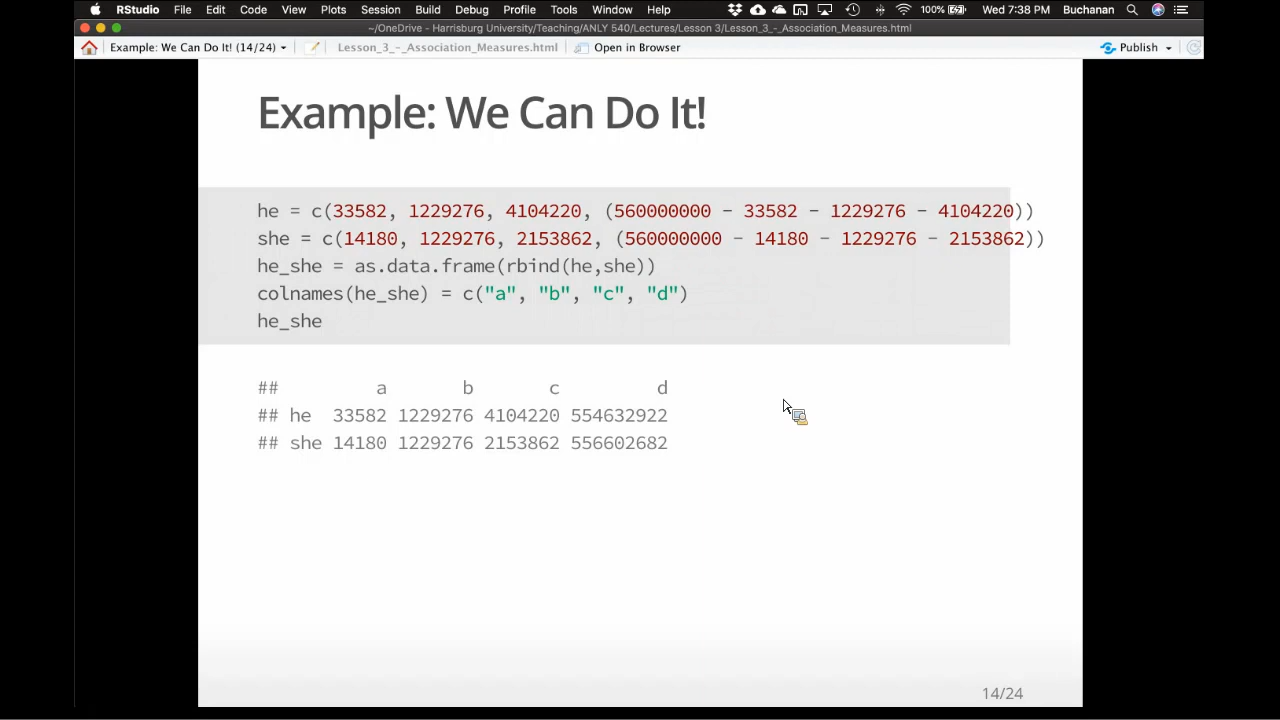 RStudio File Edit Code View Plots Session Build Debug Profile Tools Window Help 100% Wed 7:38 PM Buchanan
~/OneDrive - Harrisburg University/Teaching/ANLY 540/Lectures/Lesson 3/Lesson_3_-_Association_Measures.html
Example: We Can Do It! (14/24) Lesson_3_-_Association_Measures.html Open in Browser Publish
Example: We Can Do It!
he = c(33582, 1229276, 4104220, (560000000 - 33582 - 1229276 - 4104220))
she = c(14180, 1229276, 2153862, (560000000 - 14180 - 1229276 - 2153862))
he_she = as.data.frame(rbind(he,she))
colnames(he_she) = c("a", "b", "c", "d")
he_she
## a b c d
## he 33582 1229276 4104220 554632922
## she 14180 1229276 2153862 556602682
14/24